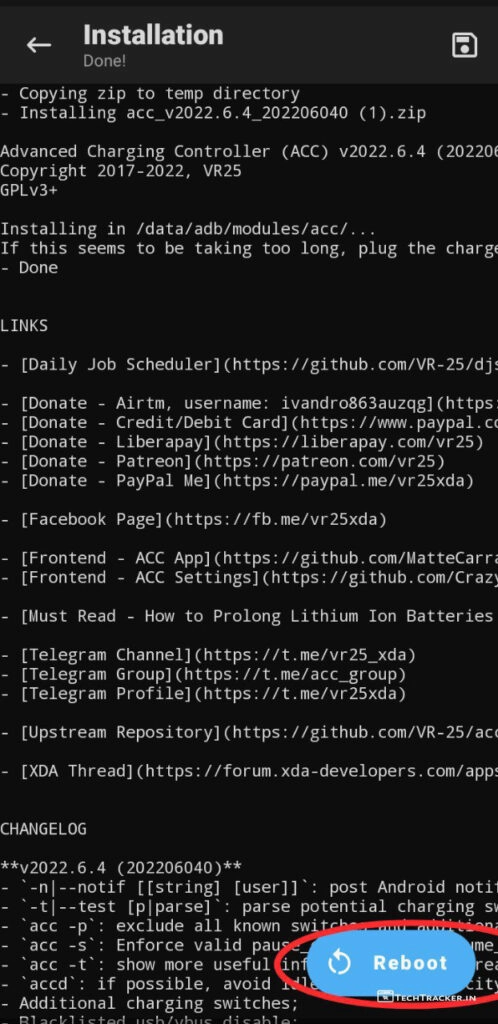 Installation
Done!
- Copying zip to temp directory
- Installing acc_v2022.6.4_202206040 (1).zip
Advanced Charging Controller (ACC) v2022.6.4 (20220
Copyright 2017-2022, VR25
GPLv3+
Installing in /data/adb/modules/acc/...
If this seems to be taking too long, plug the charge
- Done
LINKS
- [Daily Job Scheduler](https://github.com/VR-25/djs
- [Donate - Airtm, username: ivandro863auzqg](https:
- [Donate - Credit/Debit Card](https://www.paypal.co
- [Donate - Liberapay](https://liberapay.com/vr25)
- [Donate - Patreon](https://patreon.com/vr25)
- [Donate - PayPal Me](https://paypal.me/vr25xda)
- [Facebook Page](https://fb.me/vr25xda)
- [Frontend - ACC App](https://github.com/MatteCarra
- [Frontend - ACC Settings](https://github.com/Crazy
- [Must Read - How to Prolong Lithium Ion Batteries
- [Telegram Channel](https://t.me/vr25_xda)
- [Telegram Group](https://t.me/acc_group)
- [Telegram Profile](https://t.me/vr25xda)
- [Upstream Repository](https://github.com/VR-25/acc
- [XDA Thread](https://forum.xda-developers.com/apps
CHANGELOG
**v2022.6.4 (202206040)**
- `-n|--notif [[string] [user]]`: post Android notif
- `-t|--test [p|parse]`: parse potential charging sw
- `acc -p`: exclude all known switches and additiona
- `acc -s`: Enforce valid pause_
- `acc -t`: show more useful inf
- `accd`: if possible, avoid idle
Reboot
- Additional charging switches;
- Blacklisted usb/vbus_disable;
TECHTRACKER.IN